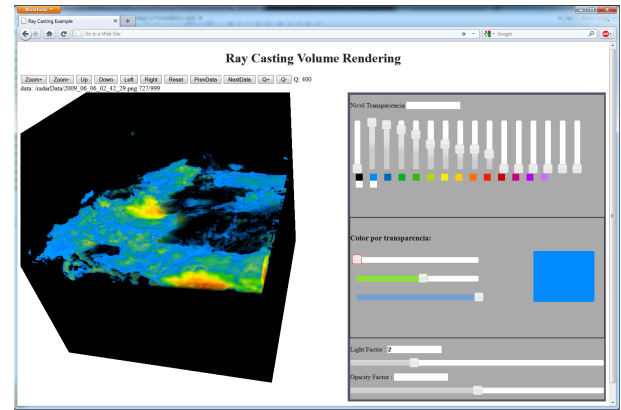 Minefield
Ray Casting Example
Go to a Web Site
Google
Ray Casting Volume Rendering
Zoom+ Zoom- Up Down Left Right Reset PrevData NextData Q+ Q- Q: 400
data: /radarData/2009_06_06_02_42_29.png 727/999
Nivel Transparencia
Color por transparencia:
Light Factor : 2
Opacity Factor :